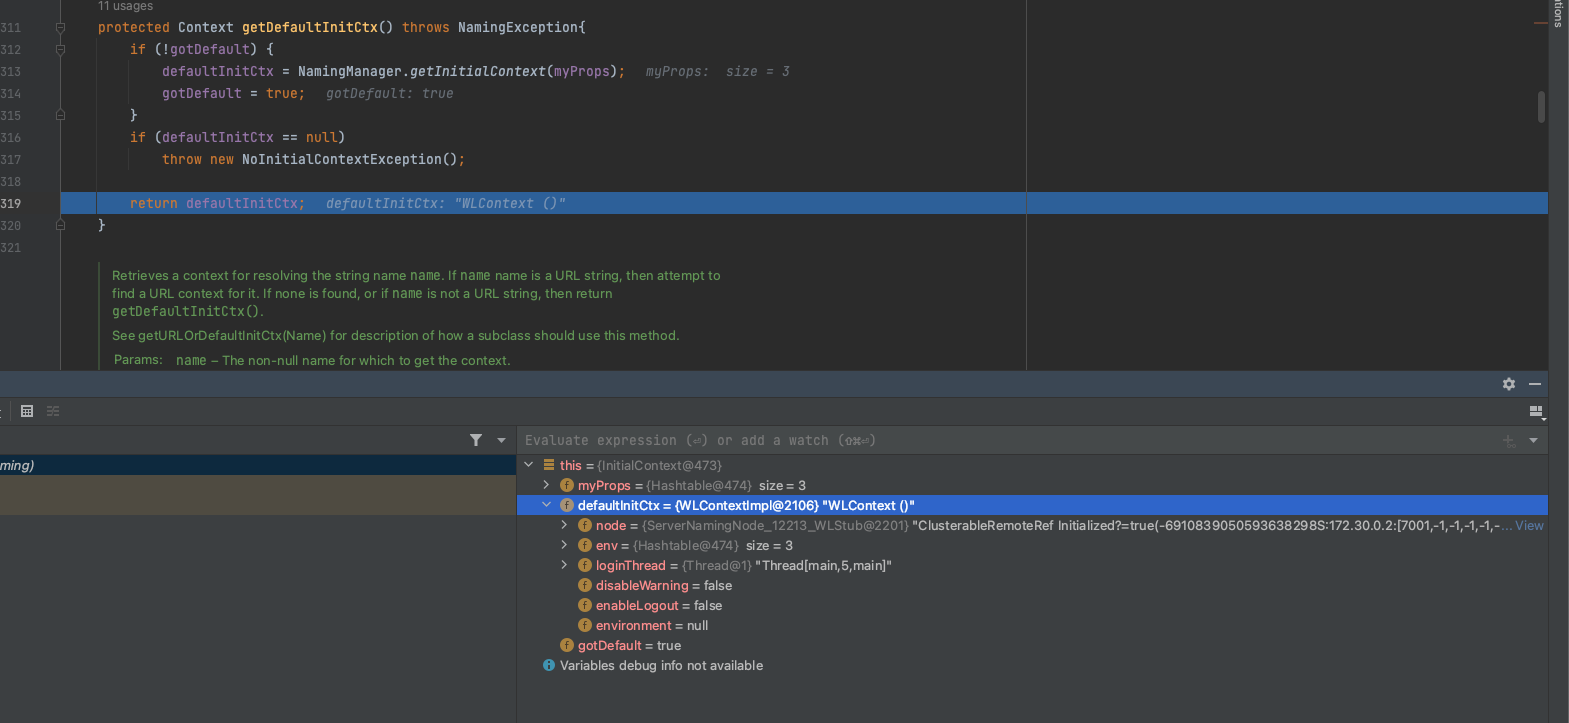 11 usages
311 protected Context getDefaultInitCtx() throws NamingException{
312 if (!gotDefault) {
313 defaultInitCtx = NamingManager.getInitialContext(myProps); myProps: size = 3
314 gotDefault = true; gotDefault: true
315 }
316 if (defaultInitCtx == null)
317 throw new NoInitialContextException();
318
319 return defaultInitCtx; defaultInitCtx: "WLContext ()"
320 }
321
Retrieves a context for resolving the string name name. If name name is a URL string, then attempt to
find a URL context for it. If none is found, or if name is not a URL string, then return
getDefaultInitCtx().
See getURLOrDefaultInitCtx(Name) for description of how a subclass should use this method.
Params: name – The non-null name for which to get the context.
Evaluate expression (⏎) or add a watch (⇧⌘⏎)
ming)
this = {InitialContext@473}
myProps = {Hashtable@474} size = 3
defaultInitCtx = {WLContextImpl@2106} "WLContext ()"
node = {ServerNamingNode_12213_WLStub@2201} "ClusterableRemoteRef Initialized?=true(-6910839050593638298S:172.30.0.2:[7001,-1,-1,-1,-1,-... View
env = {Hashtable@474} size = 3
loginThread = {Thread@1} "Thread[main,5,main]"
disableWarning = false
enableLogout = false
environment = null
gotDefault = true
Variables debug info not available